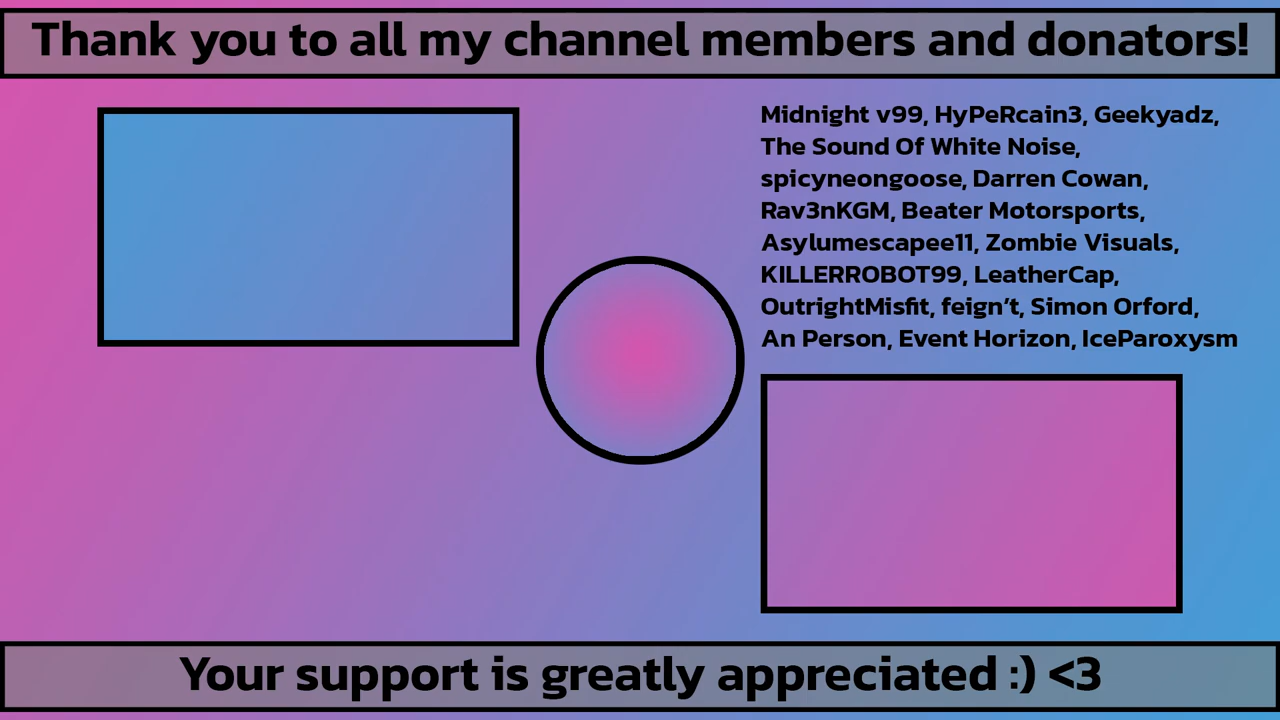 Thank you to all my channel members and donators!
Midnight v99, HyPeRcain3, Geekyadz,
The Sound Of White Noise,
spicyneongoose, Darren Cowan,
Rav3nKGM, Beater Motorsports,
Asylumescapee11, Zombie Visuals,
KILLERROBOT99, LeatherCap,
OutrightMisfit, feign’t, Simon Orford,
An Person, Event Horizon, IceParoxysm
Your support is greatly appreciated :) <3